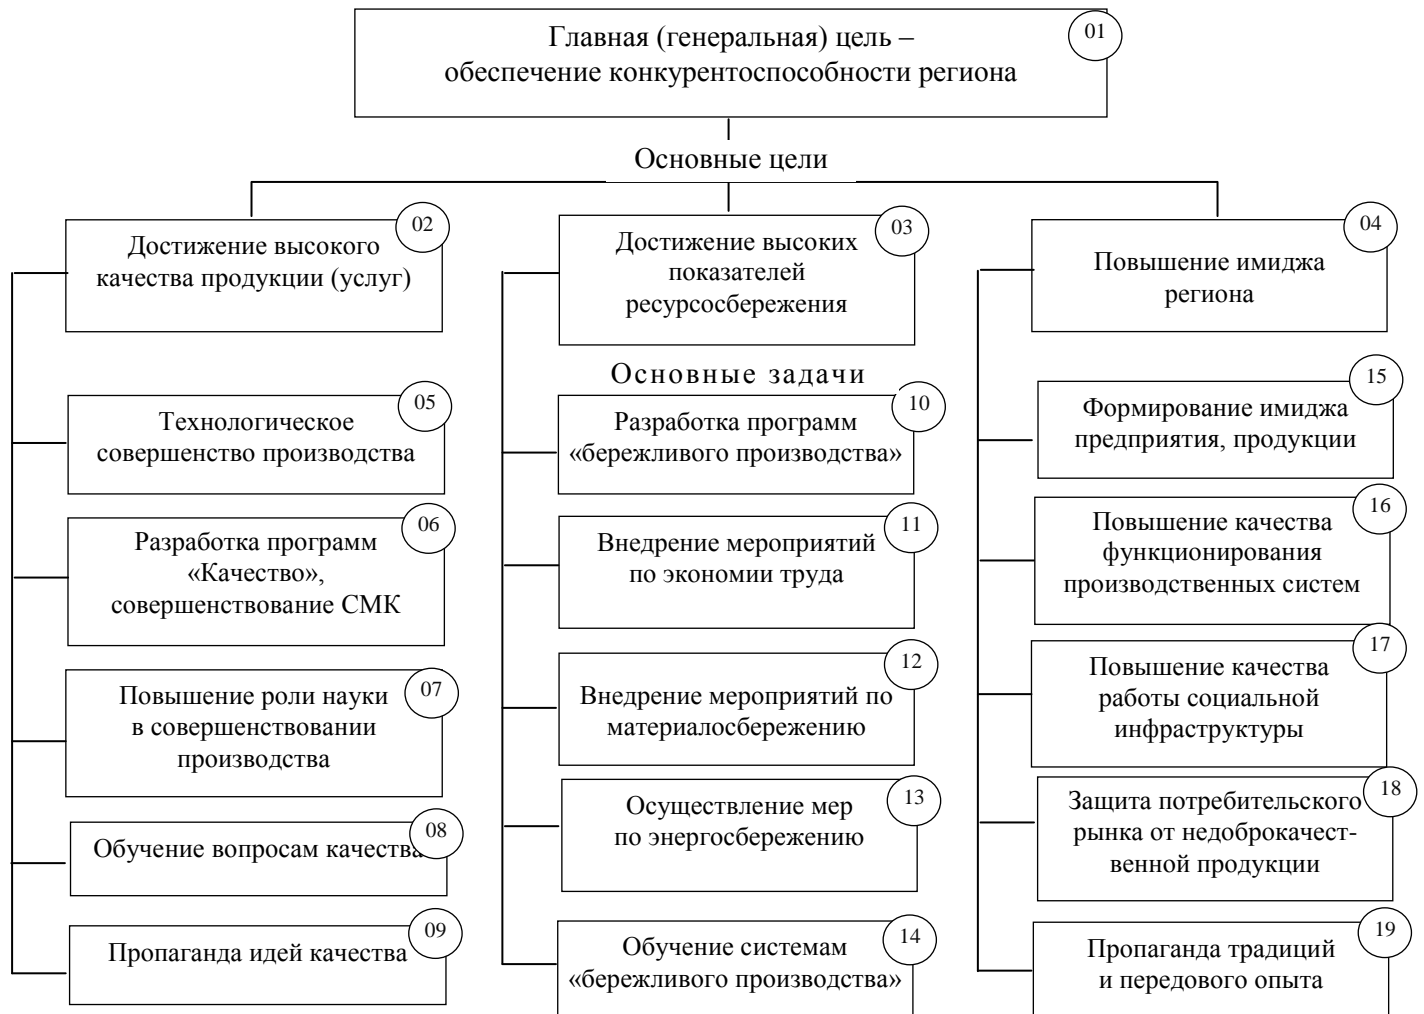 01
Главная (генеральная) цель –
обеспечение конкурентоспособности региона
Основные цели
02
Достижение высокого
качества продукции (услуг)
03
Достижение высоких
показателей
ресурсосбережения
04
Повышение имиджа
региона
Основные задачи
05
Технологическое
совершенство производства
06
Разработка программ
«Качество»,
совершенствование СМК
07
Повышение роли науки
в совершенствовании
производства
08
Обучение вопросам качества
09
Пропаганда идей качества
10
Разработка программ
«бережливого производства»
11
Внедрение мероприятий
по экономии труда
12
Внедрение мероприятий по
материалосбережению
13
Осуществление мер
по энергосбережению
14
Обучение системам
«бережливого производства»
15
Формирование имиджа
предприятия, продукции
16
Повышение качества
функционирования
производственных систем
17
Повышение качества
работы социальной
инфраструктуры
18
Защита потребительского
рынка от недоброкачест-
венной продукции
19
Пропаганда традиций
и передового опыта